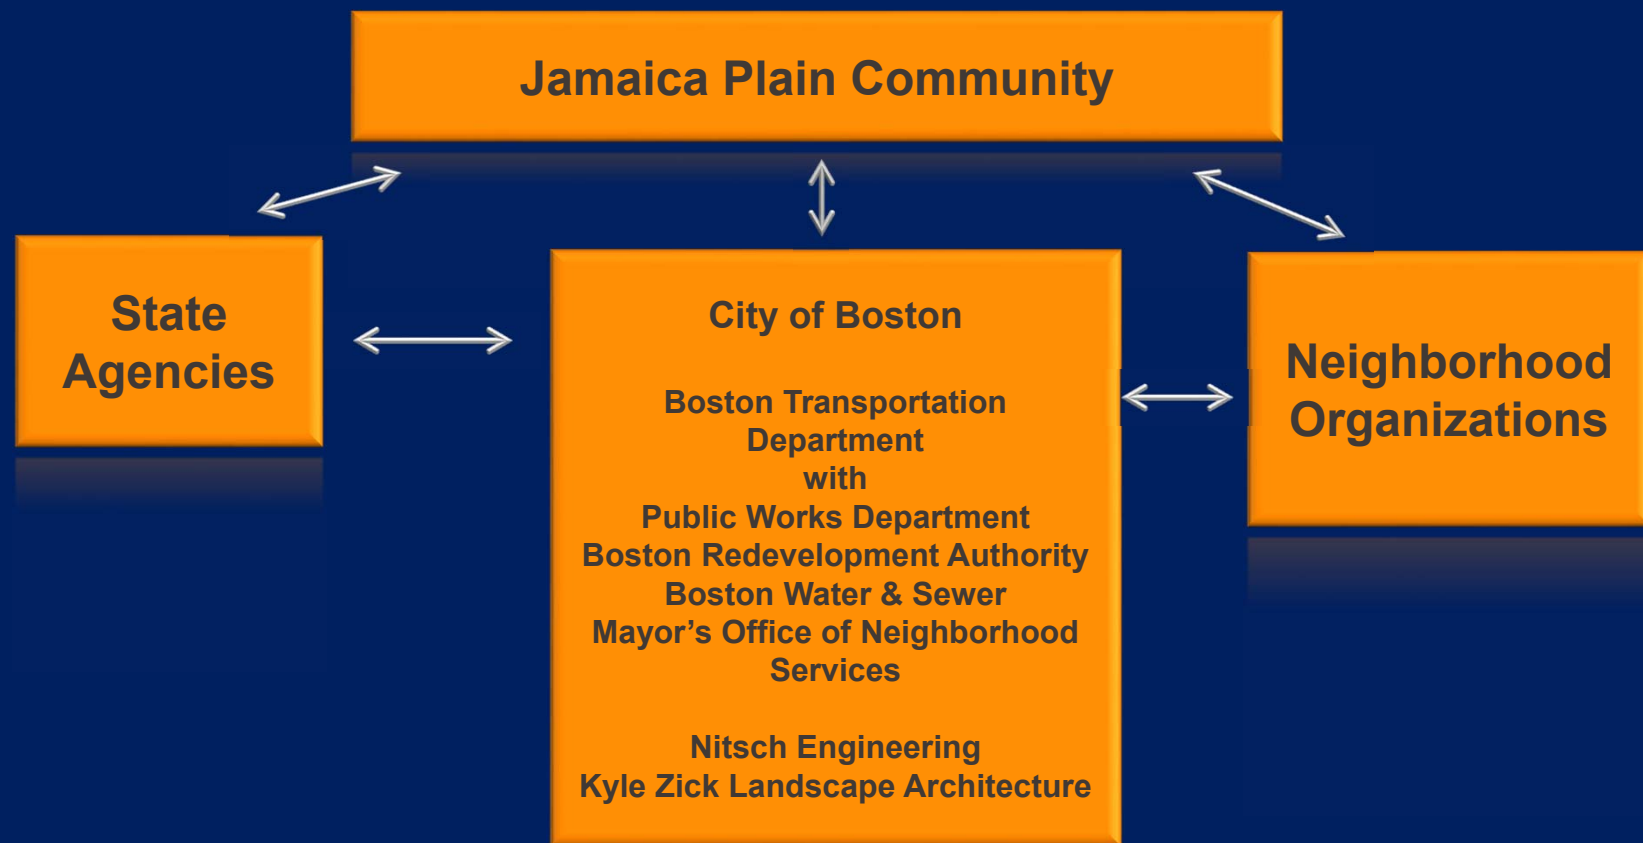 Jamaica Plain Community
State
Agencies
City of Boston
Boston Transportation
Department
with
Public Works Department
Boston Redevelopment Authority
Boston Water & Sewer
Mayor’s Office of Neighborhood
Services
Nitsch Engineering
Kyle Zick Landscape Architecture
Neighborhood
Organizations